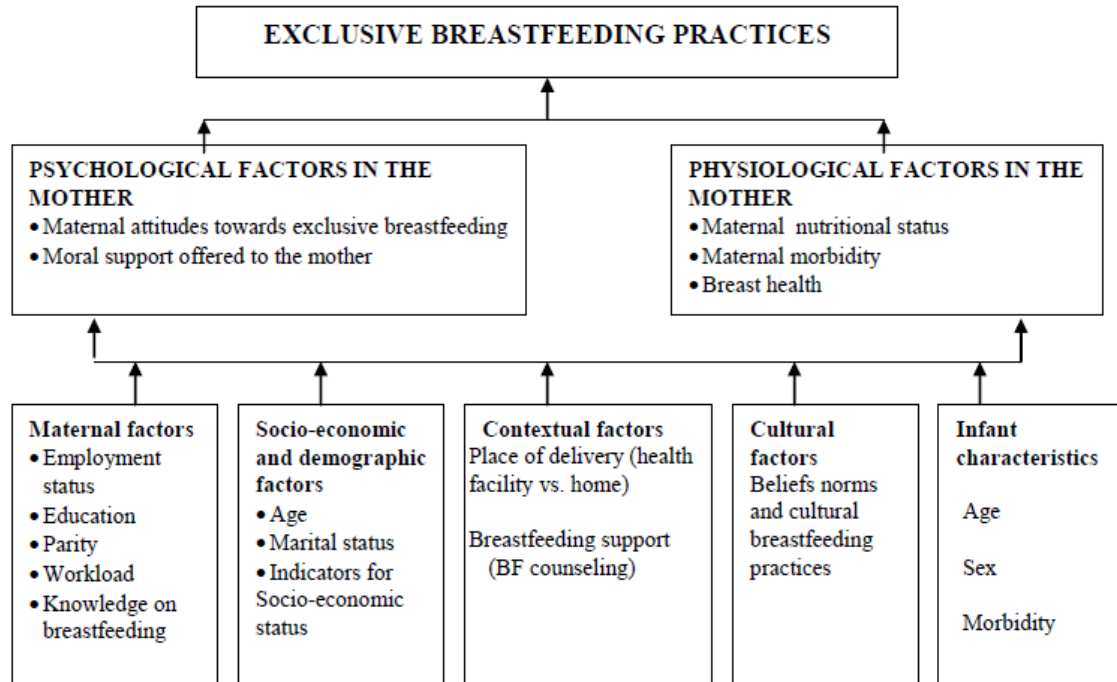 EXCLUSIVE BREASTFEEDING PRACTICES
PSYCHOLOGICAL FACTORS IN THE
MOTHER
• Maternal attitudes towards exclusive breastfeeding
• Moral support offered to the mother
PHYSIOLOGICAL FACTORS IN THE
MOTHER
• Maternal nutritional status
• Maternal morbidity
• Breast health
Maternal factors
• Employment
status
• Education
• Parity
• Workload
• Knowledge on
breastfeeding
Socio-economic
and demographic
factors
• Age
• Marital status
• Indicators for
Socio-economic
status
Contextual factors
Place of delivery (health
facility vs. home)
Breastfeeding support
(BF counseling)
Cultural
factors
Beliefs norms
and cultural
breastfeeding
practices
Infant
characteristics
Age
Sex
Morbidity